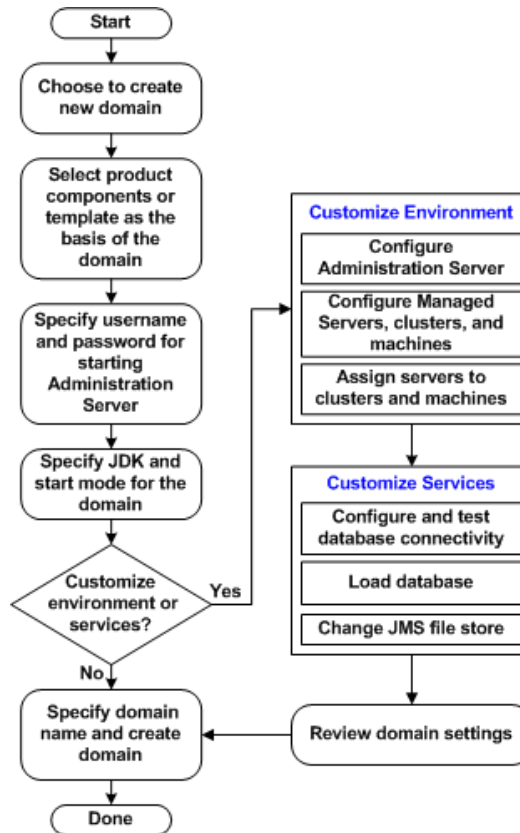 Start
Choose to create
new domain
Select product
components or
template as the
basis of the
domain
Specify username
and password for
starting
Administration
Server
Specify JDK and
start mode for the
domain
Customize
environment or
services?
Yes
No
Specify domain
name and create
domain
Done
Customize Environment
Configure
Administration Server
Configure Managed
Servers, clusters, and
machines
Assign servers to
clusters and machines
Customize Services
Configure and test
database connectivity
Load database
Change JMS file store
Review domain settings